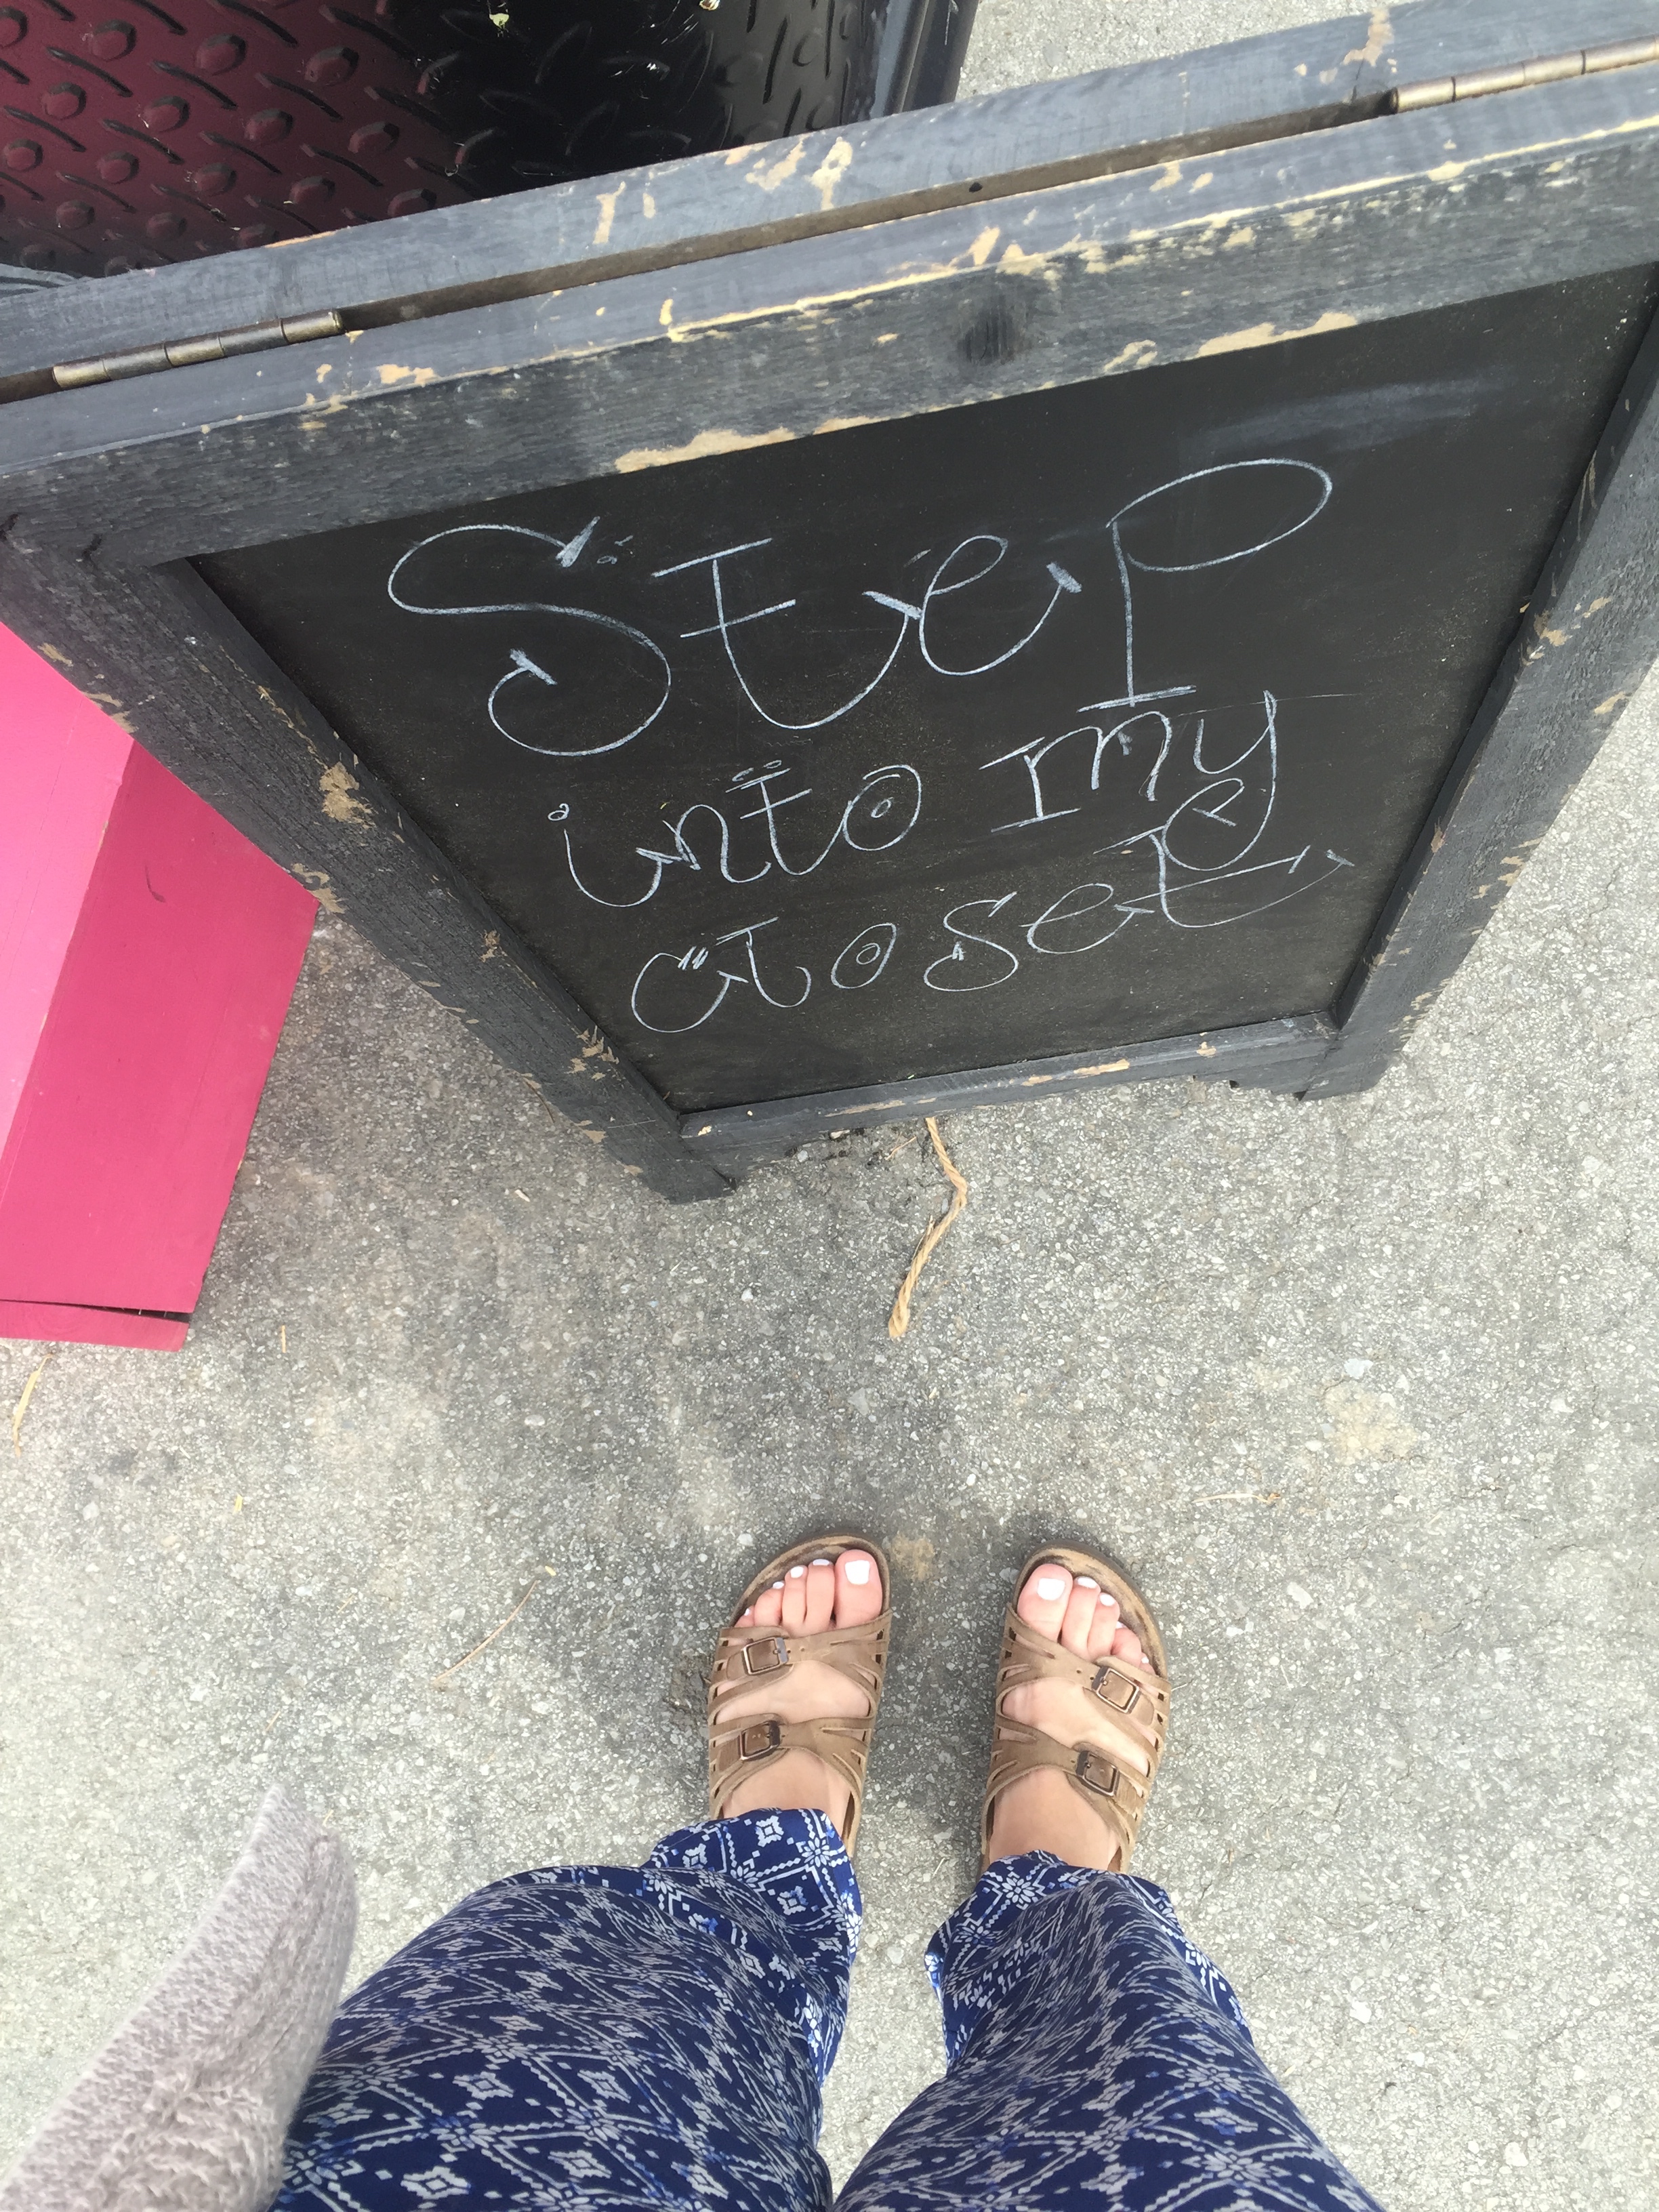 Step
into my
closet